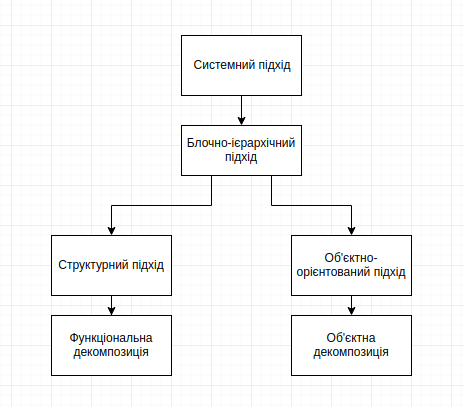 Системний підхід
Блочно-ієрархічний
підхід
Структурний підхід
Об'єктно-
орієнтований підхід
Функціональна
декомпозиція
Об'єктна
декомпозиція